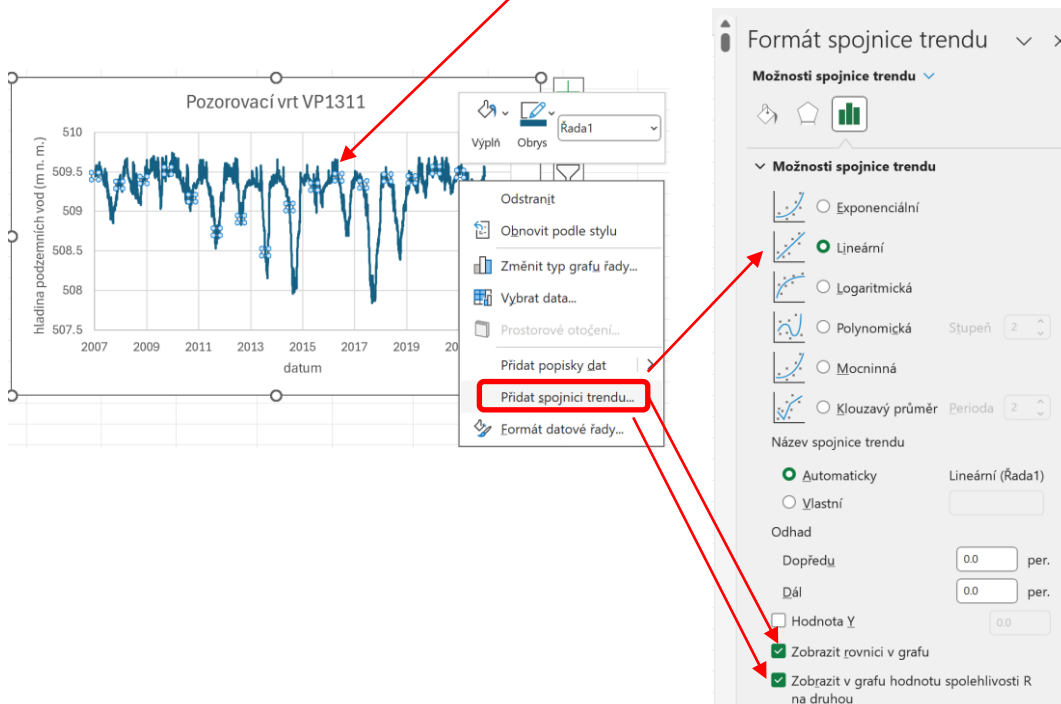 Pozorovací vrt VP1311
510
509.5
509
508.5
508
507.5
hladina podzemních vod (m n. m.)
2007 2009 2011 2013 2015 2017 2019 20
datum
Výplň Obrys Řada1
Odstranit
Obnovit podle stylu
Změnit typ grafu řady...
Vybrat data...
Prostorové otočení...
Přidat popisky dat
Přidat spojnici trendu...
Formát datové řady...
Formát spojnice trendu
Možnosti spojnice trendu
Možnosti spojnice trendu
Exponenciální
Lineární
Logaritmická
Polynomická Stupeň 2
Mocninná
Klouzavý průměr Perioda 2
Název spojnice trendu
Automaticky Lineární (Řada1)
Vlastní
Odhad
Dopředu 0.0 per.
Dál 0.0 per.
Hodnota Y 0.0
Zobrazit rovnici v grafu
Zobrazit v grafu hodnotu spolehlivosti R
na druhou